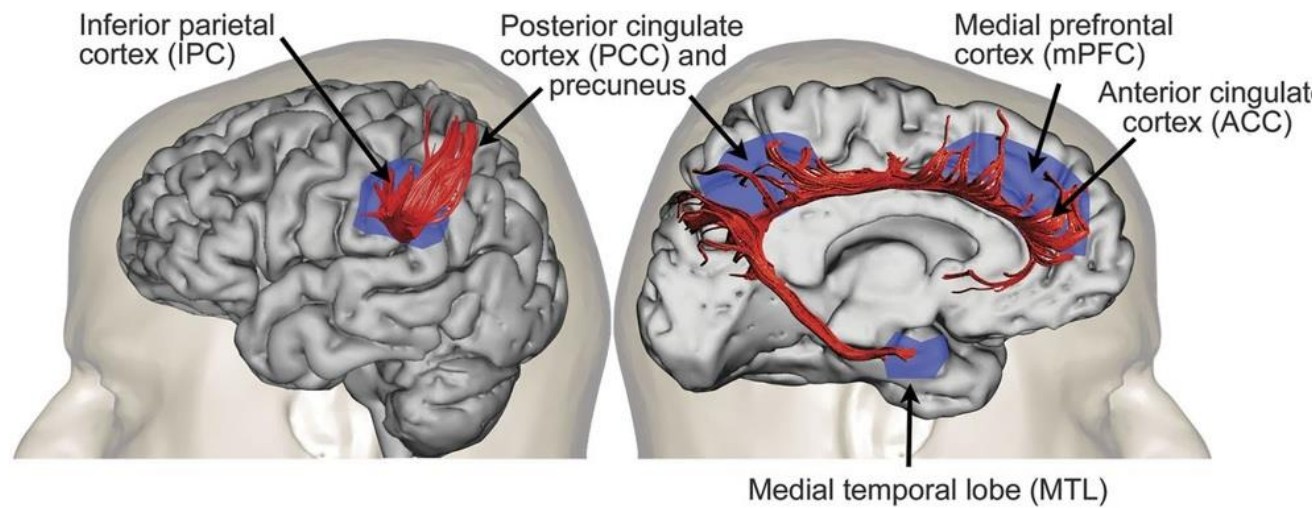 Inferior parietal
cortex (IPC)
Posterior cingulate
cortex (PCC) and
precuneus
Medial prefrontal
cortex (mPFC)
Anterior cingulat
cortex (ACC)
Medial temporal lobe (MTL)